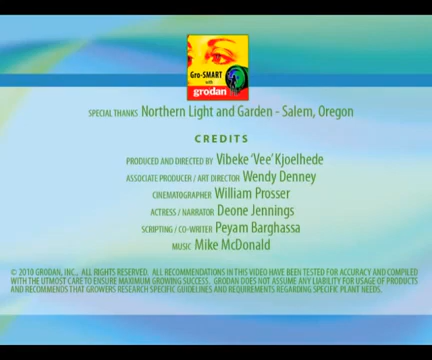 Gro-SMART
with
grodan
SPECIAL THANKS Northern Light and Garden - Salem, Oregon
CREDITS
PRODUCED AND DIRECTED BY Vibeke 'Vee' Kjoelhede
ASSOCIATE PRODUCER / ART DIRECTOR Wendy Denney
CINEMATOGRAPHER William Prosser
ACTRESS / NARRATOR Deone Jennings
SCRIPTING / CO-WRITER Peyam Barghassa
MUSIC Mike McDonald
© 2010 GRODAN, INC., ALL RIGHTS RESERVED. ALL RECOMMENDATIONS IN THIS VIDEO HAVE BEEN TESTED FOR ACCURACY AND COMPILED
WITH THE UTMOST CARE TO ENSURE MAXIMUM GROWING SUCCESS. GRODAN DOES NOT ASSUME ANY LIABILITY FOR USAGE OF PRODUCTS
AND RECOMMENDS THAT GROWERS RESEARCH SPECIFIC GUIDELINES AND REQUIREMENTS REGARDING SPECIFIC PLANT NEEDS.